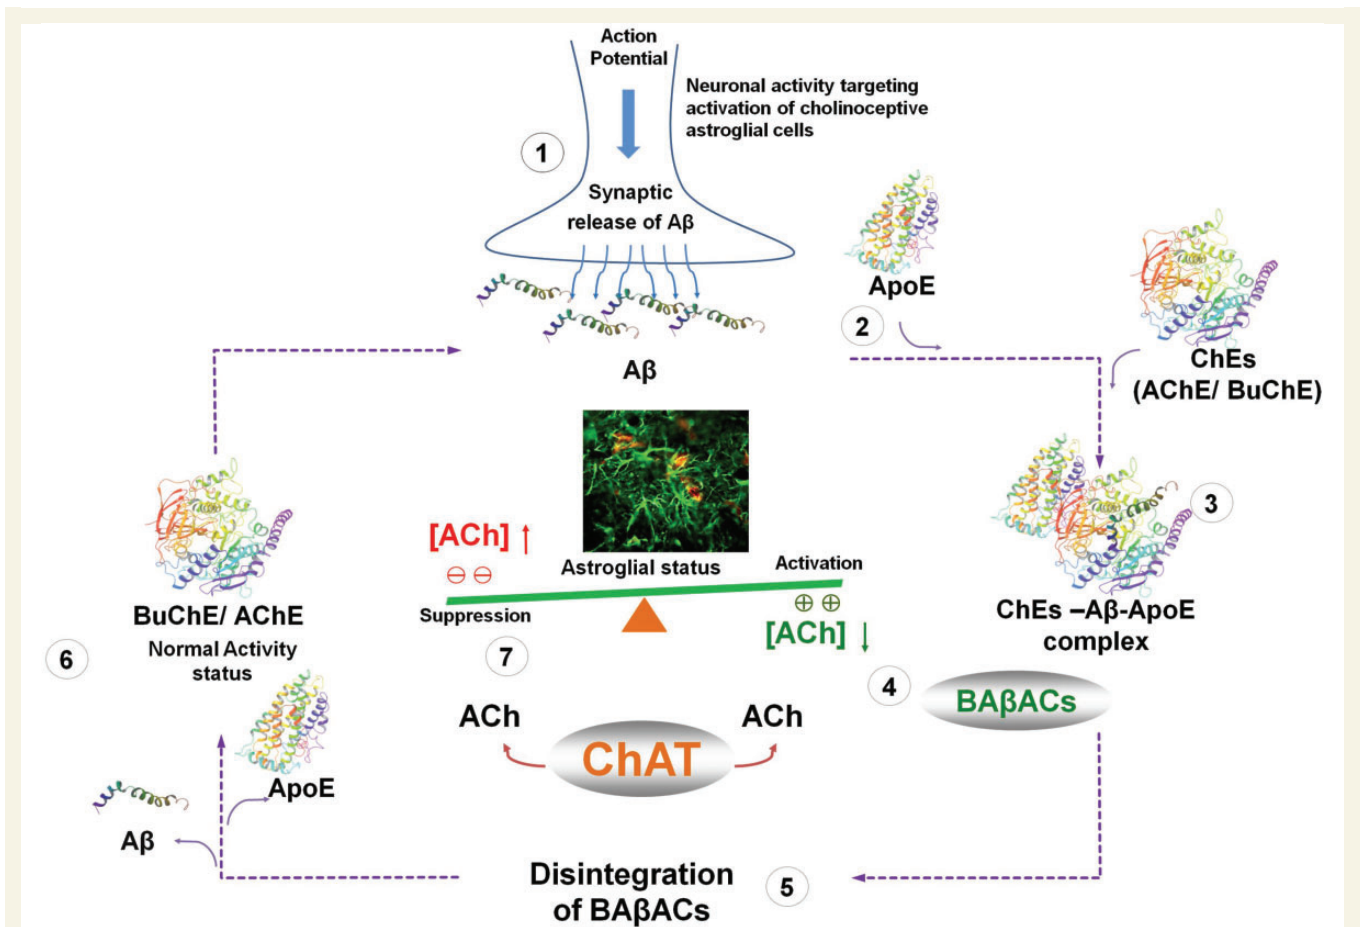 Action
Potential
Neuronal activity targeting
activation of cholinoceptive
astroglial cells
1
Synaptic
release of Aβ
ApoE
2
Aβ
ChEs
(AChE/ BuChE)
3
[ACh]
Astroglial status
Activation
Suppression
[ACh]
BuChE/ AChE
Normal Activity
status
6
ChEs –Aβ-ApoE
complex
7
4
BAβACs
ACh
ChAT
ACh
ApoE
Aβ
Disintegration
of BAβACs
5